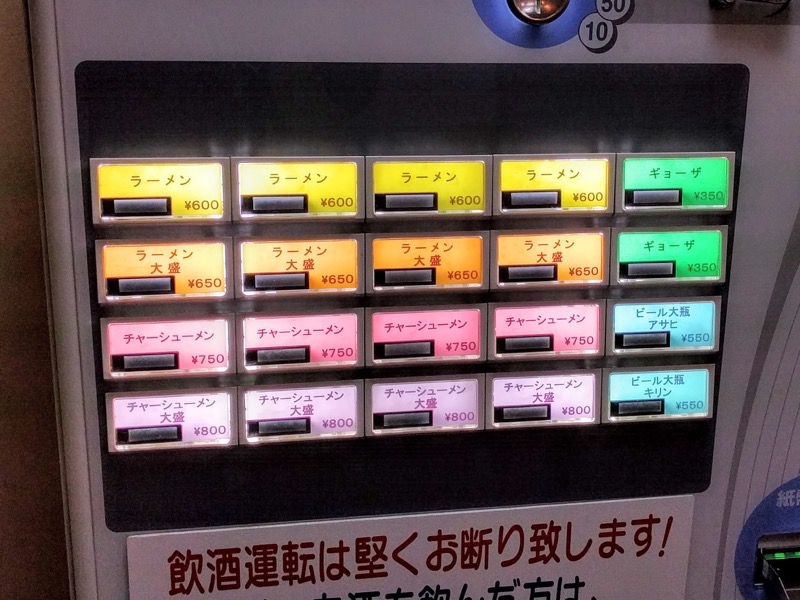 50
10
ラーメン ¥600
ラーメン ¥600
ラーメン ¥600
ラーメン ¥600
ギョーザ ¥350
ラーメン
大盛 ¥650
ラーメン
大盛 ¥650
ラーメン
大盛 ¥650
ラーメン
大盛 ¥650
ギョーザ ¥350
チャーシューメン ¥750
チャーシューメン ¥750
チャーシューメン ¥750
チャーシューメン ¥750
ビール大瓶
アサヒ ¥550
チャーシューメン
大盛 ¥800
チャーシューメン
大盛 ¥800
チャーシューメン
大盛 ¥800
チャーシューメン
大盛 ¥800
ビール大瓶
キリン ¥550
飲酒運転は堅くお断り致します!
お酒を飲んだ方は、
紙